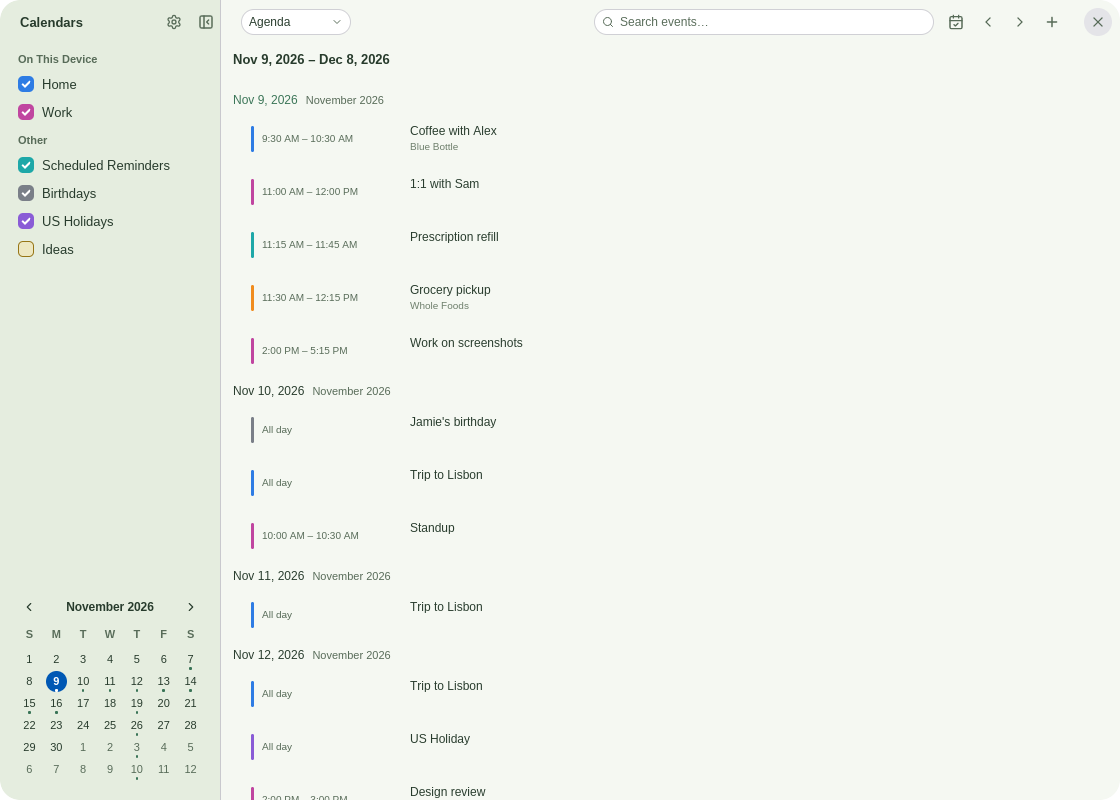 Calendars
On This Device
Home
Work
Other
Scheduled Reminders
Birthdays
US Holidays
Ideas
November 2026
S M T W T F S
1 2 3 4 5 6 7
8 9 10 11 12 13 14
15 16 17 18 19 20 21
22 23 24 25 26 27 28
29 30 1 2 3 4 5
6 7 8 9 10 11 12
Agenda
Search events…
Nov 9, 2026 – Dec 8, 2026
Nov 9, 2026 November 2026
9:30 AM – 10:30 AM Coffee with Alex
Blue Bottle
11:00 AM – 12:00 PM 1:1 with Sam
11:15 AM – 11:45 AM Prescription refill
11:30 AM – 12:15 PM Grocery pickup
Whole Foods
2:00 PM – 5:15 PM Work on screenshots
Nov 10, 2026 November 2026
All day Jamie's birthday
All day Trip to Lisbon
10:00 AM – 10:30 AM Standup
Nov 11, 2026 November 2026
All day Trip to Lisbon
Nov 12, 2026 November 2026
All day Trip to Lisbon
All day US Holiday
2:00 PM – 3:00 PM Design review